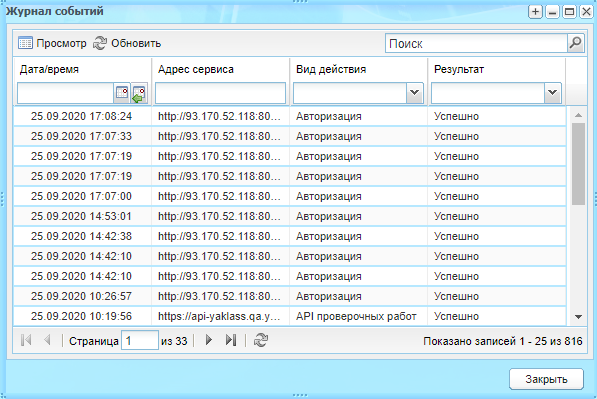 Журнал событий
Просмотр Обновить Поиск
Дата/время Адрес сервиса Вид действия Результат
25.09.2020 17:08:24 http://93.170.52.118:80... Авторизация Успешно
25.09.2020 17:07:33 http://93.170.52.118:80... Авторизация Успешно
25.09.2020 17:07:19 http://93.170.52.118:80... Авторизация Успешно
25.09.2020 17:07:19 http://93.170.52.118:80... Авторизация Успешно
25.09.2020 17:07:00 http://93.170.52.118:80... Авторизация Успешно
25.09.2020 14:53:01 http://93.170.52.118:80... Авторизация Успешно
25.09.2020 14:42:38 http://93.170.52.118:80... Авторизация Успешно
25.09.2020 14:42:10 http://93.170.52.118:80... Авторизация Успешно
25.09.2020 14:42:10 http://93.170.52.118:80... Авторизация Успешно
25.09.2020 10:26:57 http://93.170.52.118:80... Авторизация Успешно
25.09.2020 10:19:56 https://api-yaklass.qa.y... API проверочных работ Успешно
Страница 1 из 33 Показано записей 1 - 25 из 816
Закрыть